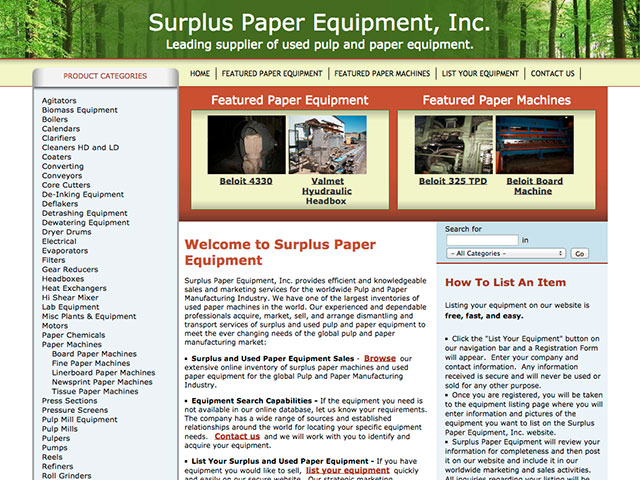 Surplus Paper Equipment, Inc.
Leading supplier of used pulp and paper equipment.
PRODUCT CATEGORIES
HOME
FEATURED PAPER EQUIPMENT
FEATURED PAPER MACHINES
LIST YOUR EQUIPMENT
CONTACT US
Agitators
Biomass Equipment
Boilers
Calendars
Clarifiers
Cleaners HD and LD
Coaters
Converting
Conveyors
Core Cutters
De-Inking Equipment
Deflakers
Detrashing Equipment
Dewatering Equipment
Dryer Drums
Electrical
Evaporators
Filters
Gear Reducers
Headboxes
Heat Exchangers
Hi Shear Mixer
Lab Equipment
Misc Plants & Equipment
Motors
Paper Chemicals
Paper Machines
Board Paper Machines
Fine Paper Machines
Linerboard Paper Machines
Newsprint Paper Machines
Tissue Paper Machines
Press Sections
Pressure Screens
Pulp Mill Equipment
Pulp Mills
Pulpers
Pumps
Reels
Refiners
Roll Grinders
Featured Paper Equipment
Beloit 4330
Valmet
Hyudraulic
Headbox
Featured Paper Machines
Beloit 325 TPD
Beloit Board
Machine
Welcome to Surplus Paper
Equipment
Surplus Paper Equipment, Inc. provides efficient and knowledgeable
sales and marketing services for the worldwide Pulp and Paper
Manufacturing Industry. We have one of the largest inventories of
used paper machines in the world. Our experienced and dependable
professionals acquire, market, sell, and arrange dismantling and
transport services of surplus and used pulp and paper equipment to
meet the ever changing needs of the global pulp and paper
manufacturing market:
▪ Surplus and Used Paper Equipment Sales - Browse our
extensive online inventory of surplus paper machines and used
paper equipment for the global Pulp and Paper Manufacturing
Industry.
▪ Equipment Search Capabilities - If the equipment you need is
not available in our online database, let us know your requirements.
The company has a wide range of sources and established
relationships around the world for locating your specific equipment
needs. Contact us and we will work with you to identify and
acquire your equipment.
▪ List Your Surplus and Used Paper Equipment - If you have
equipment you would like to sell, list your equipment quickly
and easily on our secure website. Our strategic marketing
Search for
in
- All Categories -
Go
How To List An Item
Listing your equipment on our website is
free, fast, and easy.
▪ Click the "List Your Equipment" button on
our navigation bar and a Registration Form
will appear. Enter your company and
contact information. Any information
received is secure and will never be used or
sold for any other purpose.
▪ Once you are registered, you will be taken
to the equipment listing page where you will
enter information and pictures of the
equipment you want to list on the Surplus
Paper Equipment, Inc. website.
▪ Surplus Paper Equipment will review your
information for completeness and then post
it on our website and include it in our
worldwide marketing and sales activities.
All inquiries regarding your listing will be